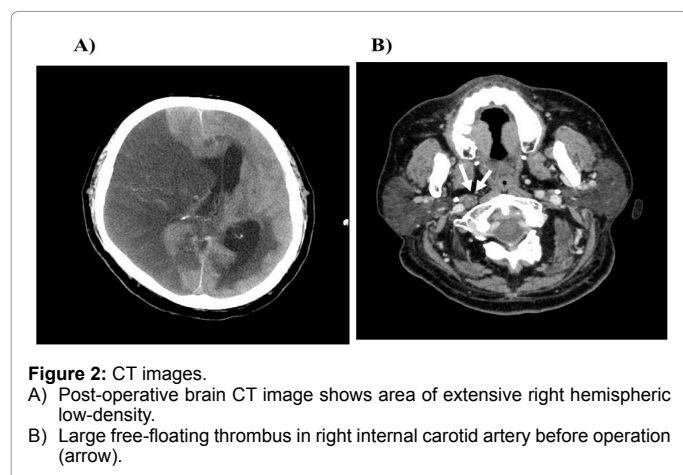 A)
B)
Figure 2: CT images.
A) Post-operative brain CT image shows area of extensive right hemispheric
low-density.
B) Large free-floating thrombus in right internal carotid artery before operation
(arrow).